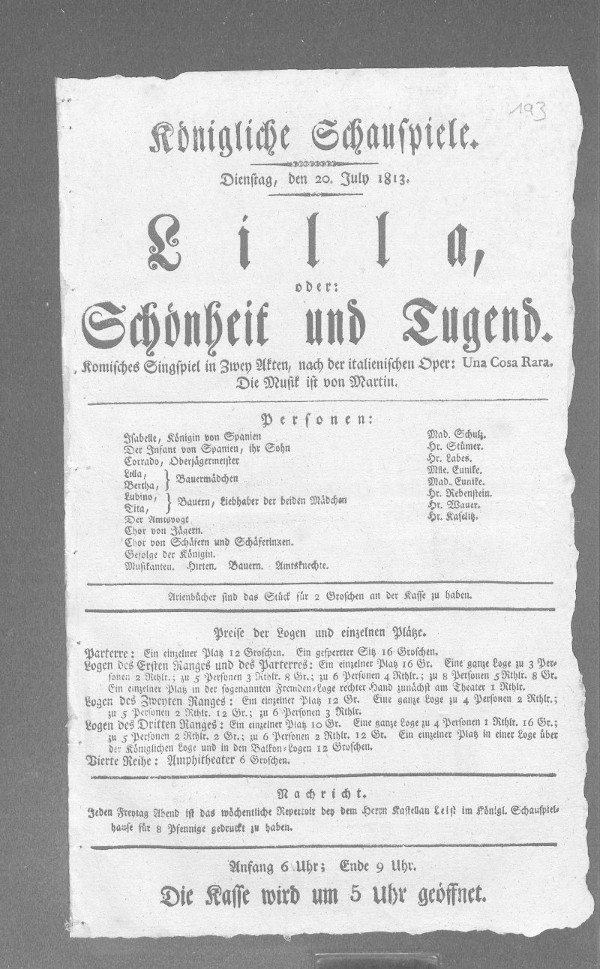 193
Königliche Schauspiele.
Dienstag, den 20. July 1813.
Lilla,
oder:
Schönheit und Tugend.
Komisches Singspiel in Zwey Akten, nach der italienischen Oper: Una Cosa Rara.
Die Musik ist von Martin.
Personen:
Isabelle, Königin von Spanien Mad. Schulz.
Der Infant von Spanien, ihr Sohn Hr. Stümer.
Corrado, Oberjägermeister Hr. Labes.
Lilla, } Bauermädchen Mlle. Eunike.
Bertha, Mad. Eunike.
Lubino, } Bauern, Liebhaber der beiden Mädchen Hr. Rebenstein.
Tita, Hr. Wauer.
Der Amtsvogt Hr. Kaselitz.
Chor von Jägern.
Chor von Schäfern und Schäferinnen.
Gefolge der Königin.
Musikanten. Hirten. Bauern. Amtsknechte.
Arienbücher sind das Stück für 2 Groschen an der Kasse zu haben.
Preise der Logen und einzelnen Plätze.
Parterre: Ein einzelner Platz 12 Groschen. Ein gesperrter Sitz 16 Groschen.
Logen des Ersten Ranges und des Parterres: Ein einzelner Platz 16 Gr. Eine ganze Loge zu 3 Per-
sonen 2 Rthlr.; zu 5 Personen 3 Rthlr. 8 Gr.; zu 6 Personen 4 Rthlr.; zu 8 Personen 5 Rthlr. 8 Gr.
Ein einzelner Platz in der sogenannten Fremden-Loge rechter Hand zunächst am Theater 1 Rthlr.
Logen des Zweyten Ranges: Ein einzelner Platz 12 Gr. Eine ganze Loge zu 4 Personen 2 Rthlr.;
zu 5 Personen 2 Rthlr. 12 Gr.; zu 6 Personen 3 Rthlr.
Logen des Dritten Ranges: Ein einzelner Platz 10 Gr. Eine ganze Loge zu 4 Personen 1 Rthlr. 16 Gr.;
zu 5 Personen 2 Rthlr. 2 Gr.; zu 6 Personen 2 Rthlr. 12 Gr. Ein einzelner Platz in einer Loge über
der Königlichen Loge und in den Balkon-Logen 12 Groschen.
Vierte Reihe: Amphitheater 6 Groschen.
Nachricht.
Jeden Freytag Abend ist das wöchentliche Repertoir bey dem Herrn Kastellan Leist im Königl. Schauspiel-
hause für 8 Pfennige gedruckt zu haben.
Anfang 6 Uhr; Ende 9 Uhr.
Die Kasse wird um 5 Uhr geöffnet.